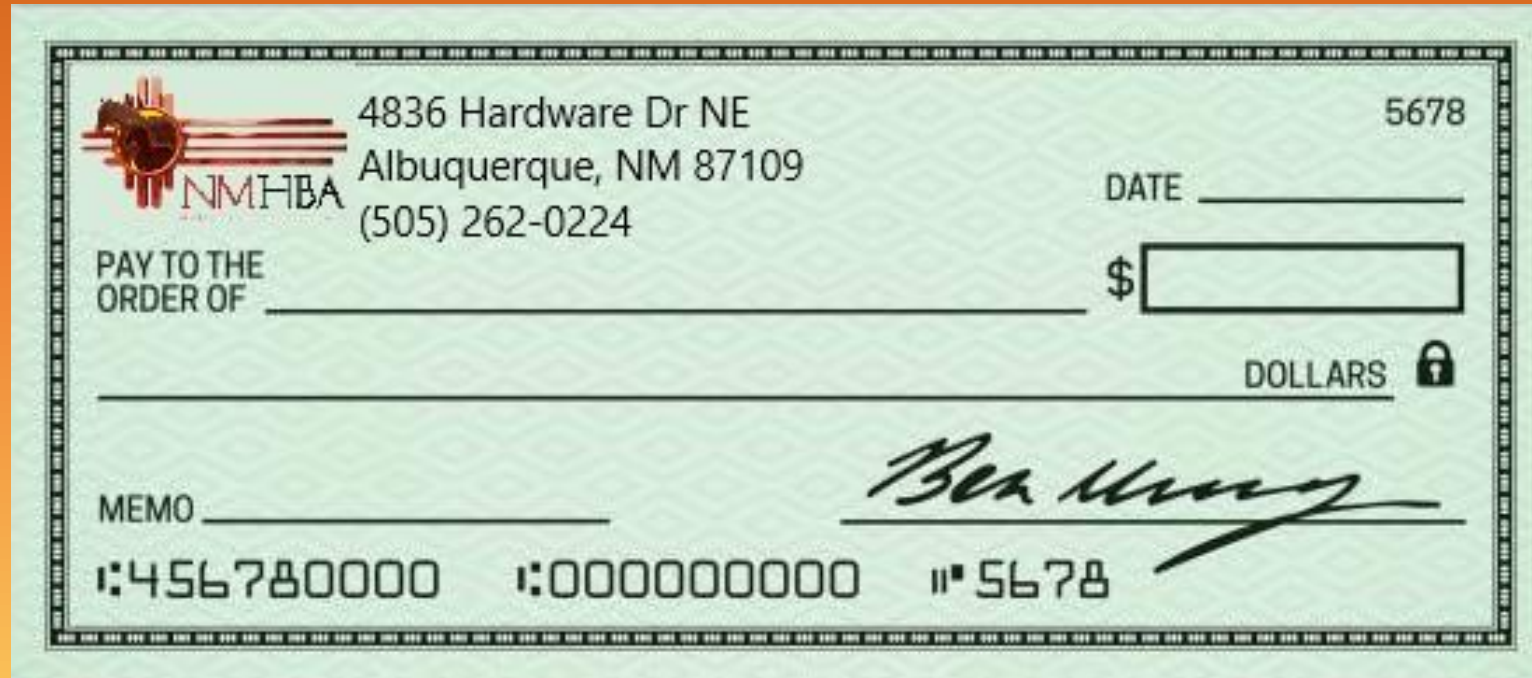 4836 Hardware Dr NE
5678
Albuquerque, NM 87109
NMHBA
(505) 262-0224
DATE
PAY TO THE
ORDER OF
$
DOLLARS
MEMO
Ben
⑆456780000 ⑆000000000 ⑈5678